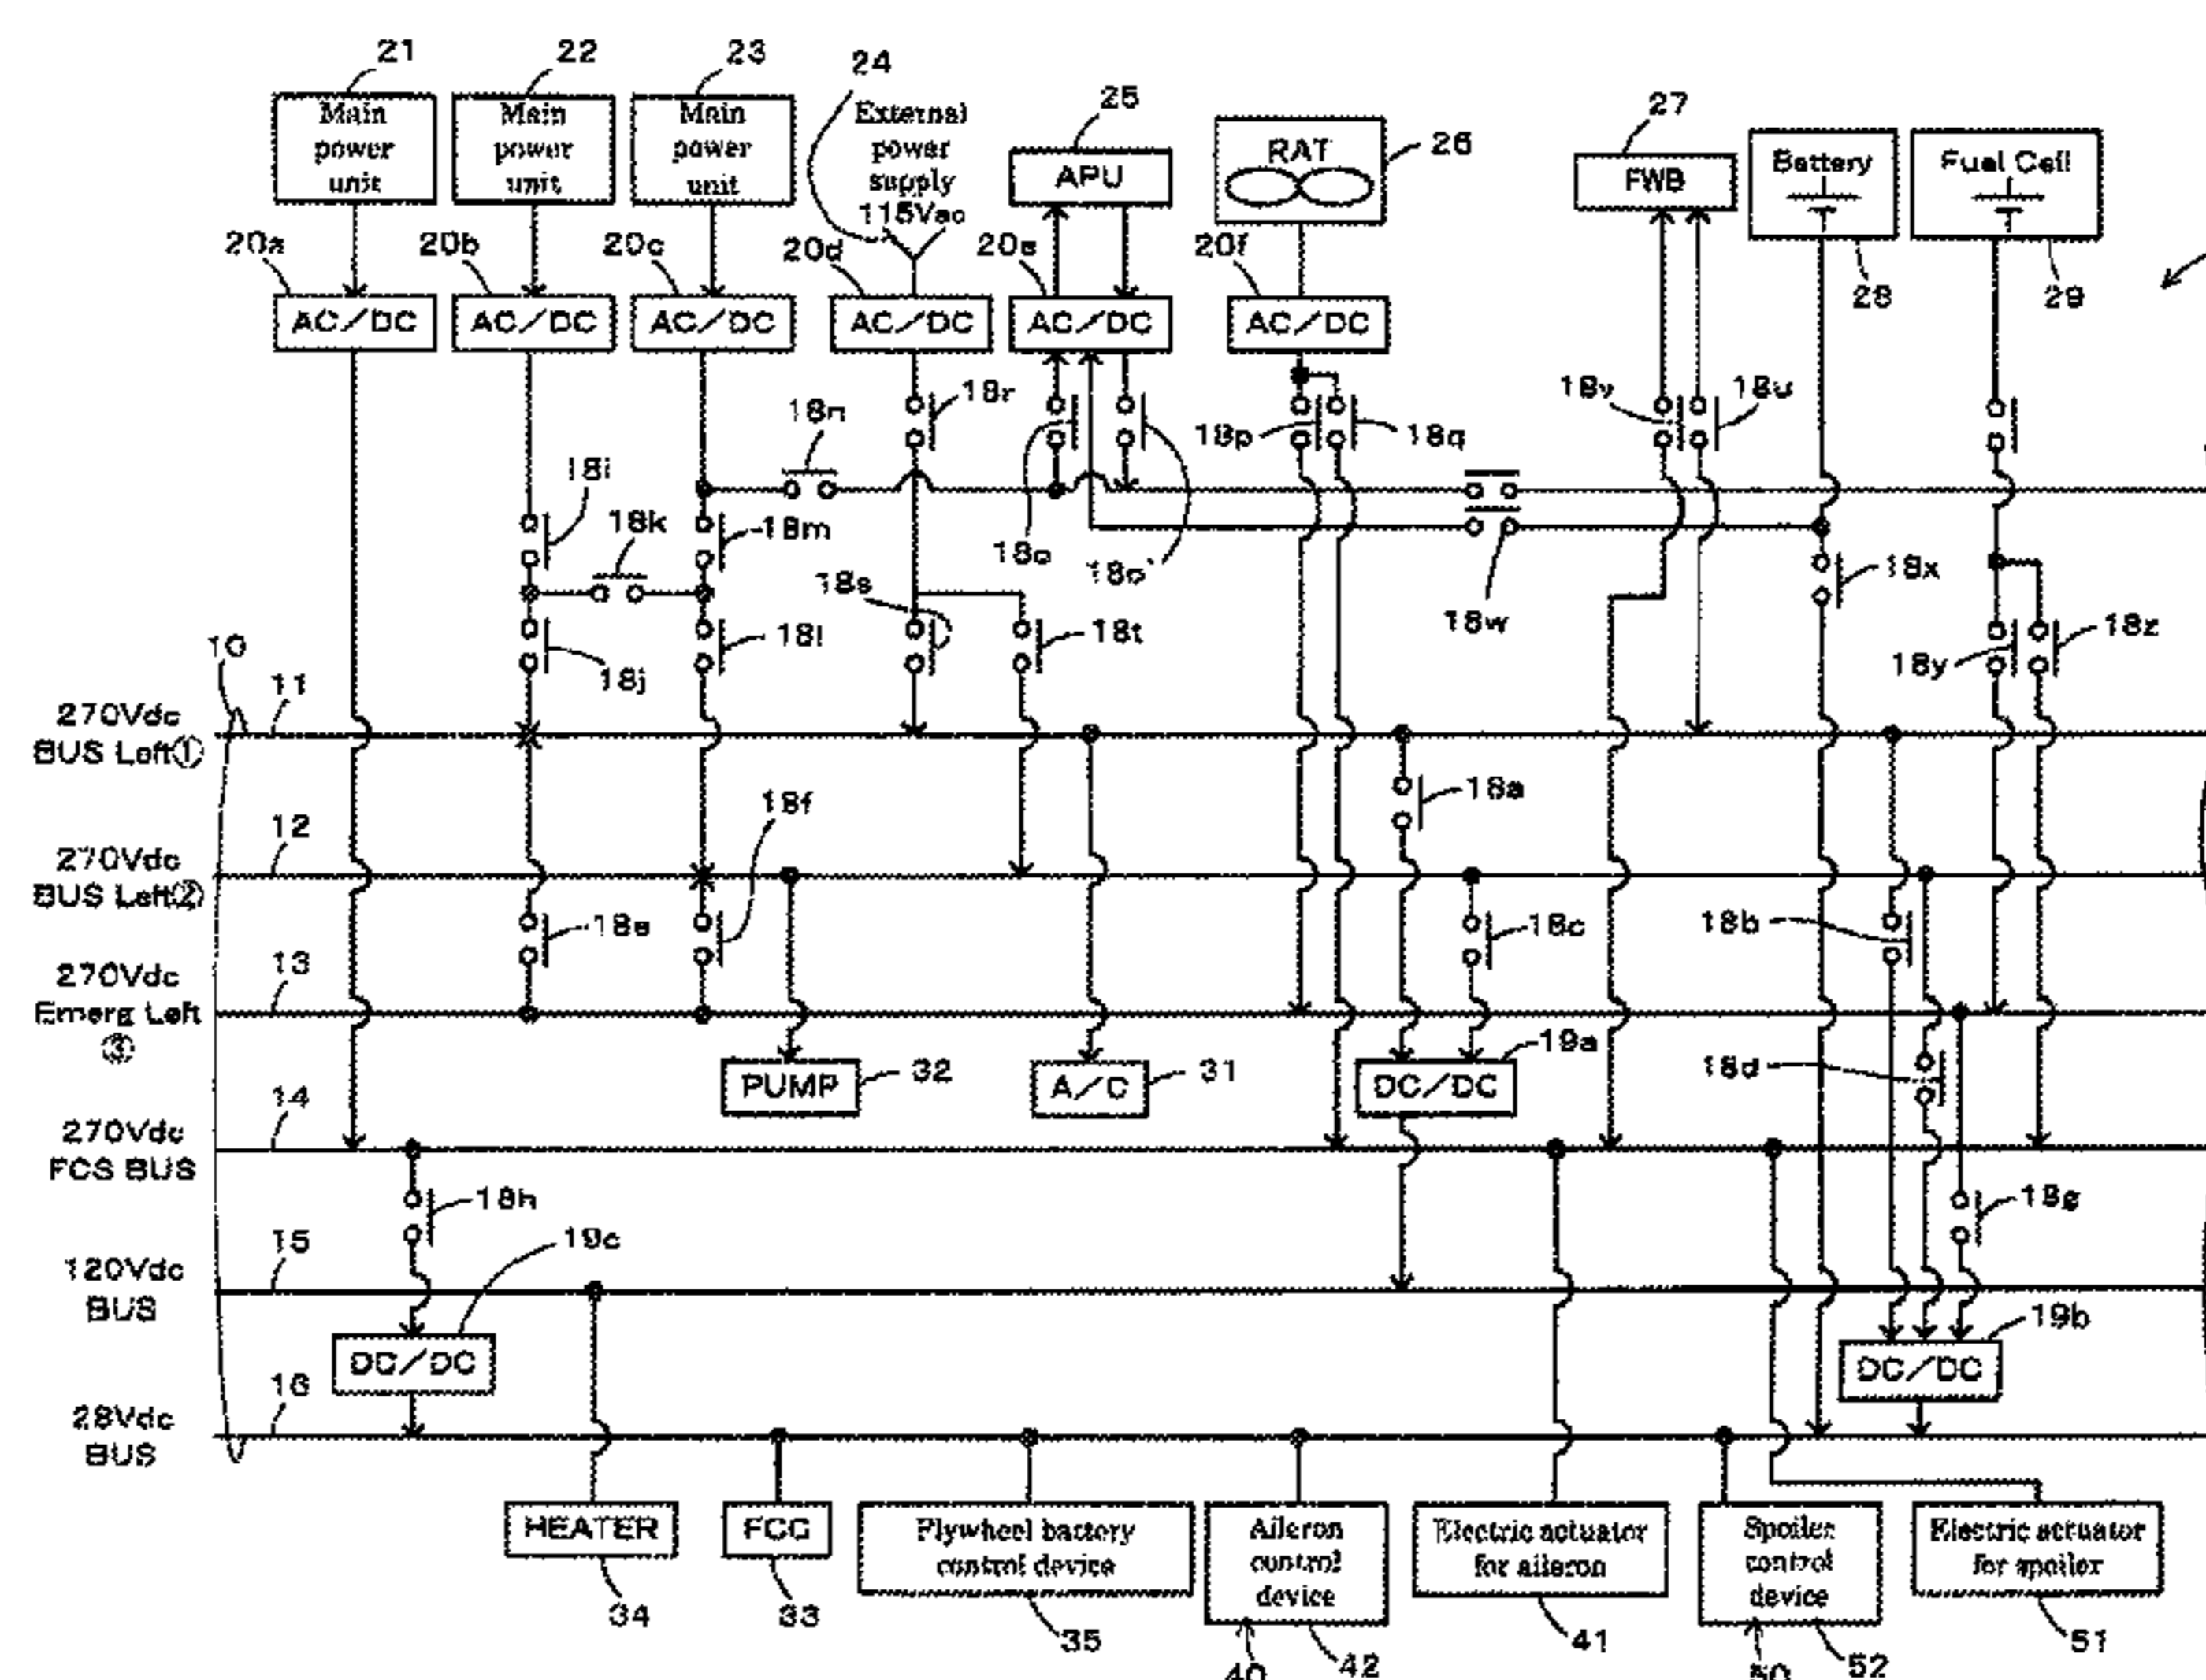 21
22
23
24
25
26
27
28
29
Main
power
unit
Main
power
unit
Main
power
unit
External
power
supply
115Vac
APU
RAT
FWB
Battery
Fual Cell
20a
20b
20c
20d
20e
20f
AC/DC
AC/DC
AC/DC
AC/DC
AC/DC
AC/DC
18n
18r
18p
18q
18v
18u
18i
18k
18m
18o
18o'
18s
18t
18w
18x
18j
18l
18y
18z
10
11
270Vdc
BUS Left①
18a
18f
12
270Vdc
BUS Left②
18e
18c
18b
13
270Vdc
Emerg Left
③
PUMP
32
A/C
31
DC/DC
19a
18d
14
270Vdc
FCS BUS
18h
18g
15
120Vdc
BUS
19c
DC/DC
19b
DC/DC
16
28Vdc
BUS
HEATER
34
FCC
33
Flywheel battery
control device
35
Aileron
control
device
40
42
Electric actuator
for aileron
41
Spoiler
control
device
50
52
Electric actuator
for spoiler
51